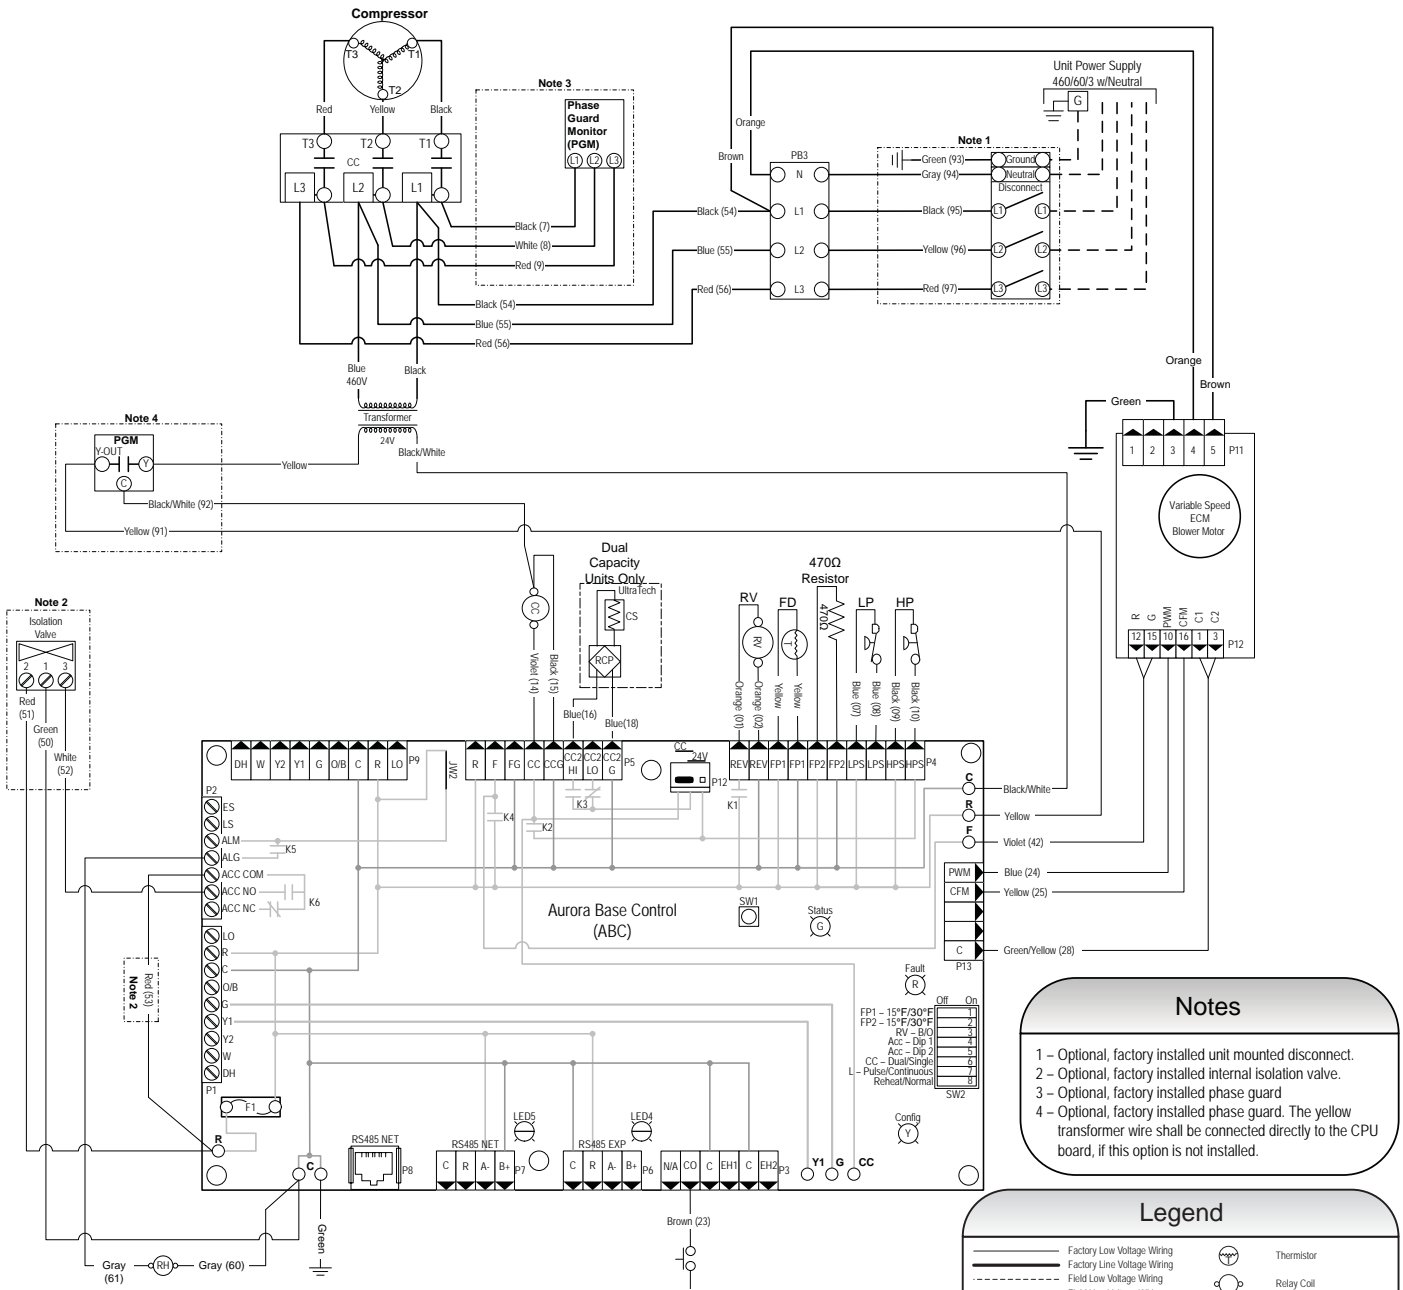 Compressor
T3
T1
T2
Red
Yellow
Black
T3
T2
T1
CC
L3
L2
L1
Note 3
Phase
Guard
Monitor
(PGM)
L1
L2
L3
Black (7)
White (8)
Red (9)
Black (54)
Blue (55)
Red (56)
Orange
Brown
Black (54)
Blue (55)
Red (56)
PB3
N
L1
L2
L3
Unit Power Supply
460/60/3 w/Neutral
G
Note 1
Green (93)
Gray (94)
Black (95)
Yellow (96)
Red (97)
Ground
Neutral
Disconnect
L1
L1
L2
L2
L3
L3
Blue
460V
Black
Transformer
24V
Yellow
Black/White
Note 4
PGM
Y-OUT
Y
C
Black/White (92)
Yellow (91)
Orange
Brown
Green
1
2
3
4
5
P11
Variable Speed
ECM
Blower Motor
R
G
PWM
CFM
C1
C2
12
15
10
16
1
3
P12
Note 2
Isolation
Valve
2
1
3
Red
(51)
Green
(50)
White
(52)
CC
Violet (14)
Black (15)
Dual
Capacity
Units Only
UltraTech
CS
RCP
Blue(16)
Blue(18)
RV
RV
Orange (01)
Orange (02)
FD
T
Yellow
Yellow
470Ω
Resistor
470Ω
LP
Blue (07)
Blue (08)
HP
Black (09)
Black (10)
DH
W
Y2
Y1
G
O/B
C
R
LO
P9
JW2
R
F
FG
CC
CCG
CC2
HI
CC2
LO
CC2
G
P5
CC
24V
P12
REV
REV
FP1
FP1
FP2
FP2
LPS
LPS
HPS
HPS
P4
K4
K2
K3
K1
C
Black/White
R
Yellow
F
Violet (42)
PWM
Blue (24)
CFM
Yellow (25)
C
Green/Yellow (28)
P13
P2
ES
LS
ALM
ALG
ACC COM
ACC NO
ACC NC
K5
K6
LO
R
C
O/B
G
Y1
Y2
W
DH
P1
F1
R
Red (53)
Note 2
Aurora Base Control
(ABC)
SW1
Status
G
Fault
R
Off
On
FP1 – 15°F/30°F
1
FP2 – 15°F/30°F
2
RV – B/O
3
Acc – Dip 1
4
Acc – Dip 2
5
CC – Dual/Single
6
L – Pulse/Continuous
7
Reheat/Normal
8
SW2
Config
Y
RS485 NET
P8
RS485 NET
LED5
C
R
A-
B+
P7
RS485 EXP
LED4
C
R
A-
B+
P6
N/A
CO
C
EH1
C
EH2
P3
Y1
G
CC
C
Green
Gray
(61)
RH
Gray (60)
Brown (23)
Notes
1 – Optional, factory installed unit mounted disconnect.
2 – Optional, factory installed internal isolation valve.
3 – Optional, factory installed phase guard
4 – Optional, factory installed phase guard. The yellow
transformer wire shall be connected directly to the CPU
board, if this option is not installed.
Legend
Factory Low Voltage Wiring
Factory Line Voltage Wiring
Field Low Voltage Wiring
T
Thermistor
Relay Coil